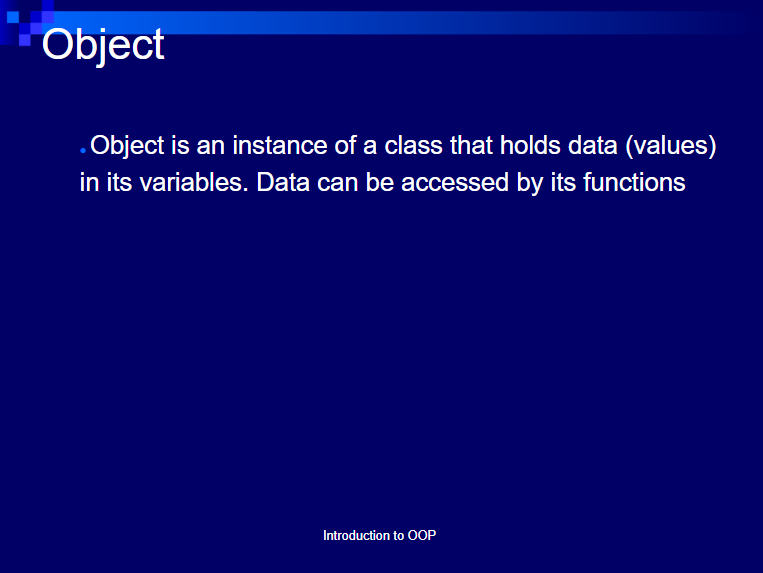 Object
Object is an instance of a class that holds data (values)
in its variables. Data can be accessed by its functions
Introduction to OOP